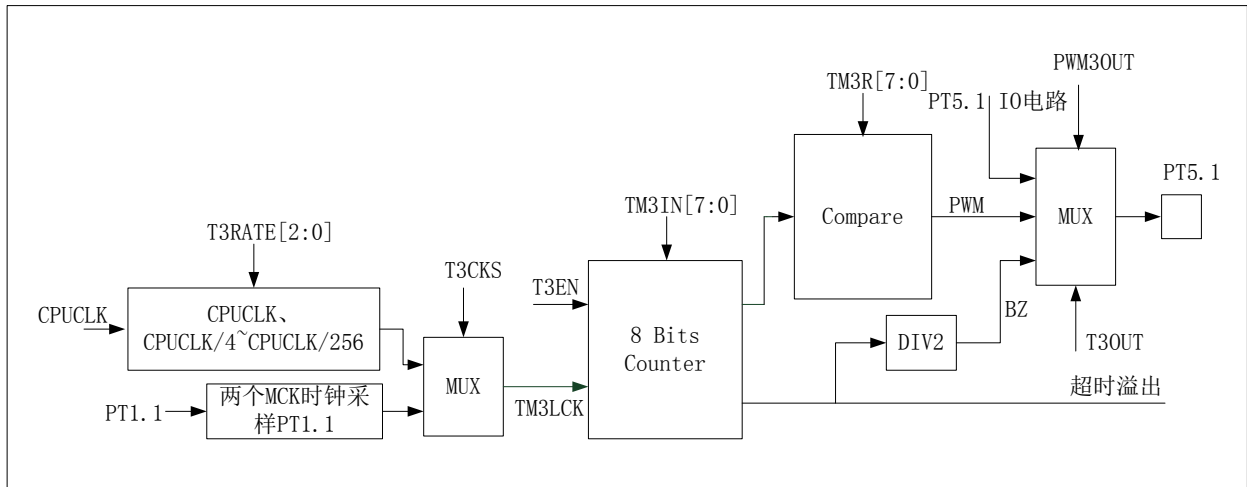 PWM3OUT
TM3R[7:0]
PT5.1 IO电路
PT5.1
Compare
PWM
MUX
TM3IN[7:0]
T3RATE[2:0]
T3CKS
T3EN
CPUCLK
CPUCLK、
CPUCLK/4~CPUCLK/256
8 Bits
Counter
BZ
DIV2
T3OUT
MUX
TM3LCK
超时溢出
PT1.1
两个MCK时钟采
样PT1.1